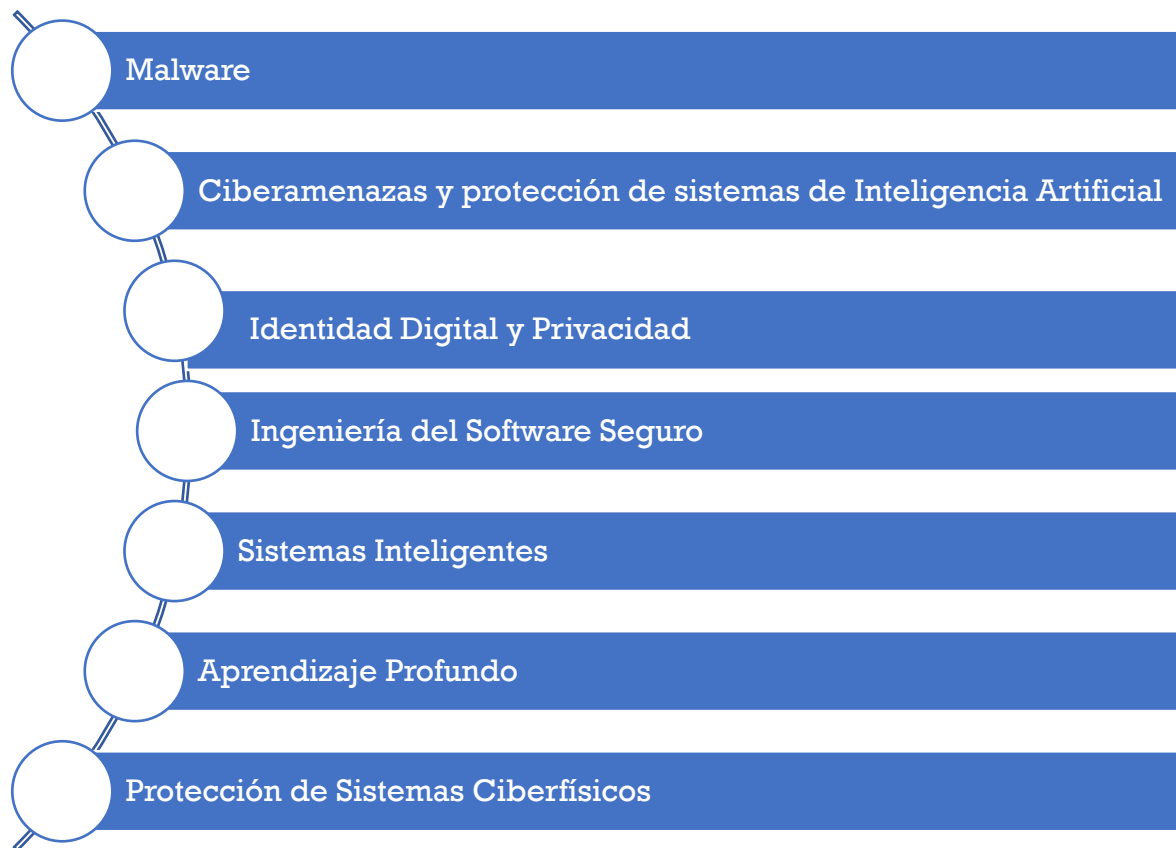 Malware
Ciberamenazas y protección de sistemas de Inteligencia Artificial
Identidad Digital y Privacidad
Ingeniería del Software Seguro
Sistemas Inteligentes
Aprendizaje Profundo
Protección de Sistemas Ciberfísicos